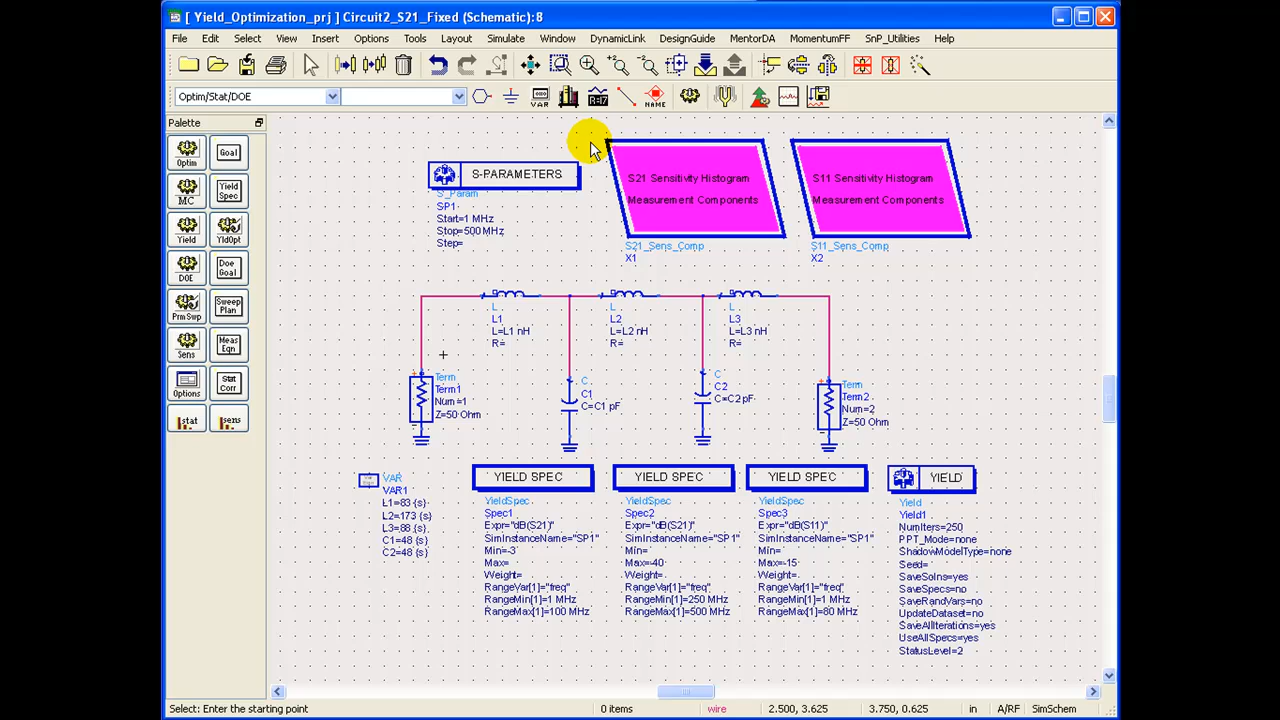 [ Yield_Optimization_prj ] Circuit2_S21_Fixed (Schematic):8
File Edit Select View Insert Options Tools Layout Simulate Window DynamicLink DesignGuide MentorDA MomentumFF SnP_Utilities Help
Optim/Stat/DOE
VAR
NAME
Palette
Optim
Goal
MC
Yield Spec
Yield
YldOpt
DOE
Doe Goal
Prm Swp
Sweep Plan
Sens
Meas Eqn
Options
Stat Corr
stat
sens
S-PARAMETERS
S_Param
SP1
Start=1 MHz
Stop=500 MHz
Step=
S21 Sensitivity Histogram
Measurement Components
S21_Sens_Comp
X1
S11 Sensitivity Histogram
Measurement Components
S11_Sens_Comp
X2
L
L1
L=L1 nH
R=
L
L2
L=L2 nH
R=
L
L3
L=L3 nH
R=
Term
Term1
Num=1
Z=50 Ohm
C
C1
C=C1 pF
C
C2
C=C2 pF
Term
Term2
Num=2
Z=50 Ohm
VAR
VAR1
L1=83 {s}
L2=173 {s}
L3=88 {s}
C1=48 {s}
C2=48 {s}
YIELD SPEC
YieldSpec
Spec1
Expr="dB(S21)"
SimInstanceName="SP1"
Min=-3
Max=
Weight=
RangeVar[1]="freq"
RangeMin[1]=1 MHz
RangeMax[1]=100 MHz
YIELD SPEC
YieldSpec
Spec2
Expr="dB(S21)"
SimInstanceName="SP1"
Min=
Max=-40
Weight=
RangeVar[1]="freq"
RangeMin[1]=250 MHz
RangeMax[1]=500 MHz
YIELD SPEC
YieldSpec
Spec3
Expr="dB(S11)"
SimInstanceName="SP1"
Min=
Max=-15
Weight=
RangeVar[1]="freq"
RangeMin[1]=1 MHz
RangeMax[1]=80 MHz
YIELD
Yield
Yield1
NumIters=250
PPT_Mode=none
ShadowModelType=none
Seed=
SaveSolns=yes
SaveSpecs=no
SaveRandVars=no
UpdateDataset=no
SaveAllIterations=yes
UseAllSpecs=yes
StatusLevel=2
Select: Enter the starting point 0 items wire 2.500, 3.625 3.750, 0.625 in A/RF SimSchem